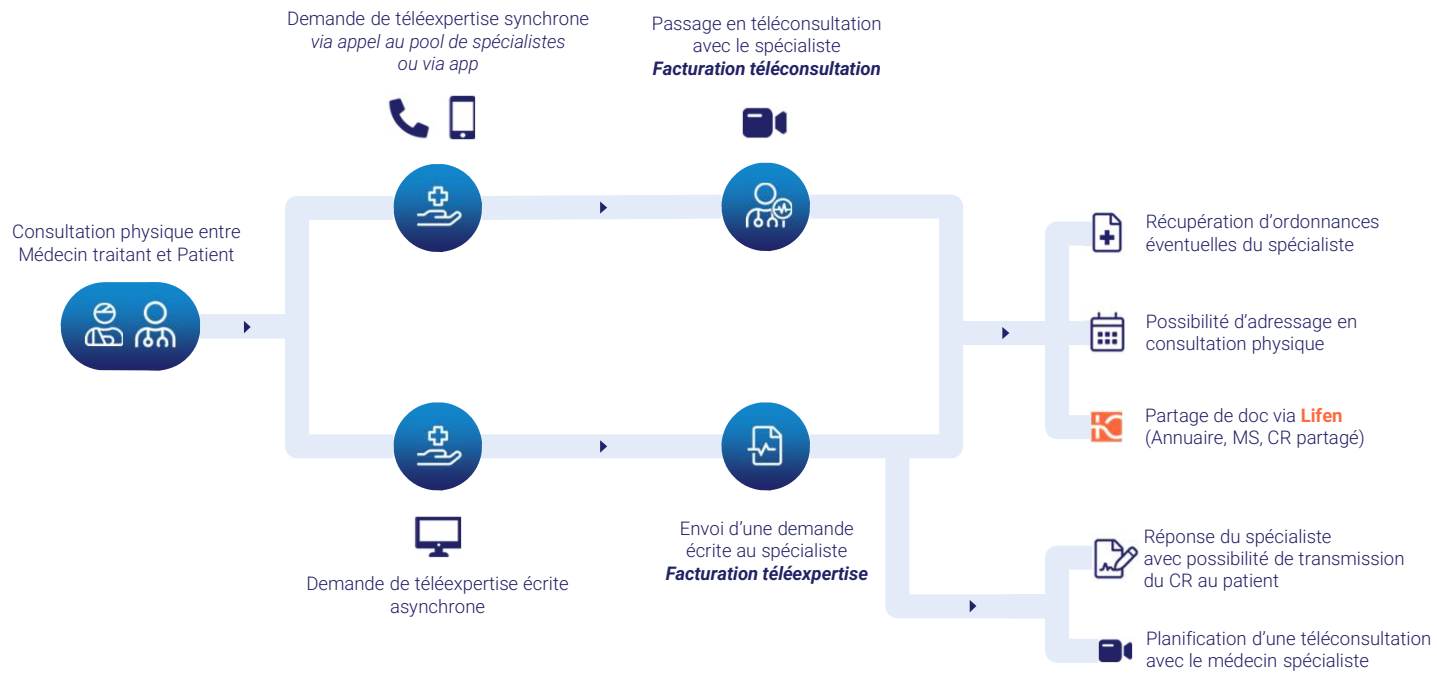 Demande de téléexpertise synchrone
via appel au pool de spécialistes
ou via app
Passage en téléconsultation
avec le spécialiste
Facturation téléconsultation
Consultation physique entre
Médecin traitant et Patient
Récupération d'ordonnances
éventuelles du spécialiste
Possibilité d'adressage en
consultation physique
Partage de doc via Lifen
(Annuaire, MS, CR partagé)
Demande de téléexpertise écrite
asynchrone
Envoi d'une demande
écrite au spécialiste
Facturation téléexpertise
Réponse du spécialiste
avec possibilité de transmission
du CR au patient
Planification d'une téléconsultation
avec le médecin spécialiste